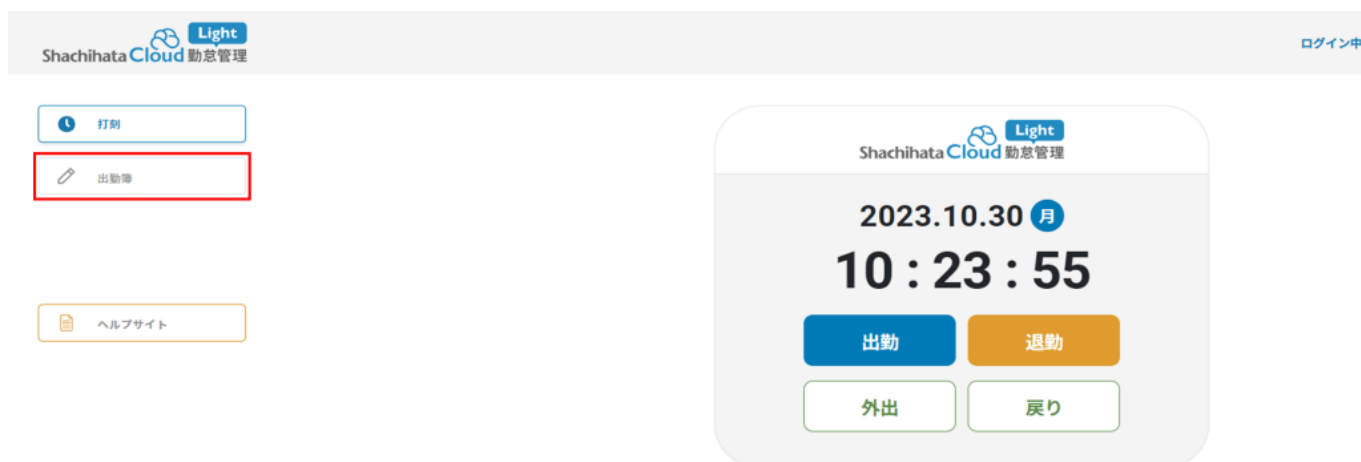 Light
Shachihata Cloud 勤怠管理
ログイン中
打刻
出勤簿
ヘルプサイト
Light
Shachihata Cloud 勤怠管理
2023.10.30 月
10 : 23 : 55
出勤 退勤
外出 戻り